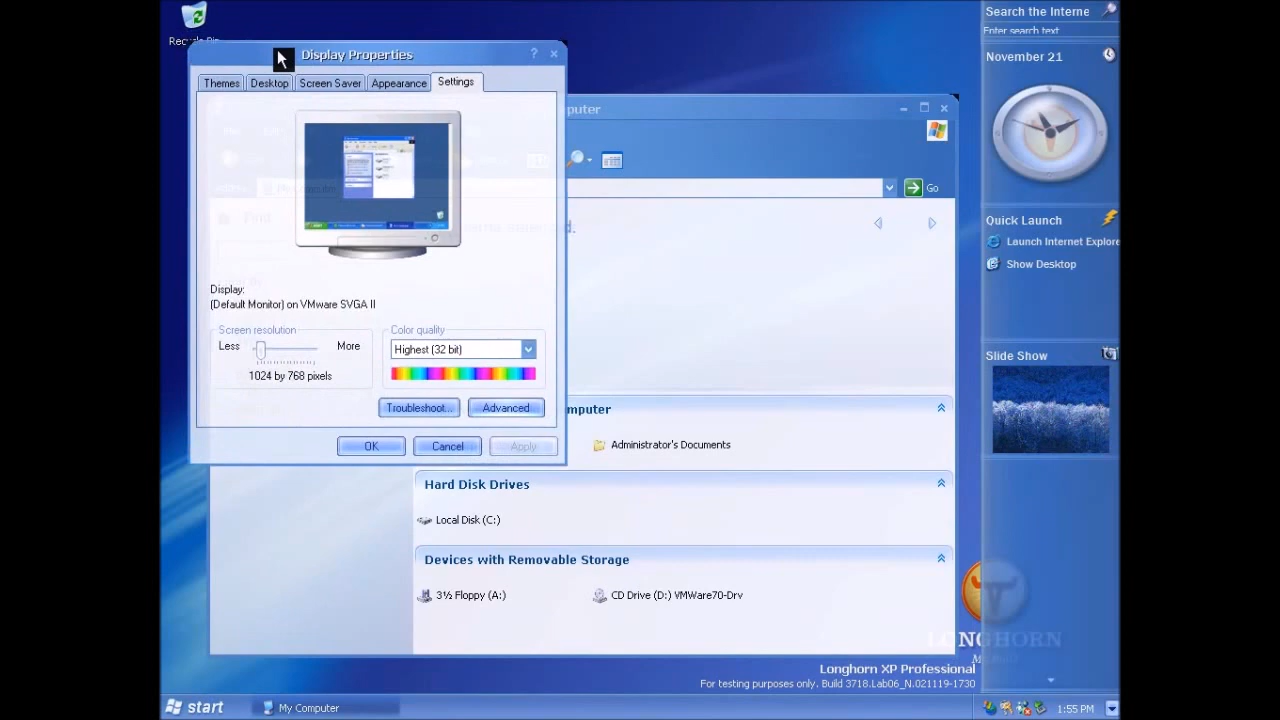 Recycle Bin
Display Properties
Themes
Desktop
Screen Saver
Appearance
Settings
Display:
(Default Monitor) on VMware SVGA II
Screen resolution
Less
More
1024 by 768 pixels
Color quality
Highest (32 bit)
Troubleshoot...
Advanced
OK
Cancel
Apply
Find
My Computer
puter
Go
d.
mputer
Administrator's Documents
Hard Disk Drives
Local Disk (C:)
Devices with Removable Storage
3½ Floppy (A:)
CD Drive (D:) VMWare70-Drv
Search the Interne
Enter search text
November 21
Quick Launch
Launch Internet Explore
Show Desktop
Slide Show
LONGHORN
Longhorn XP Professional
For testing purposes only. Build 3718.Lab06_N.021119-1730
start
My Computer
1:55 PM